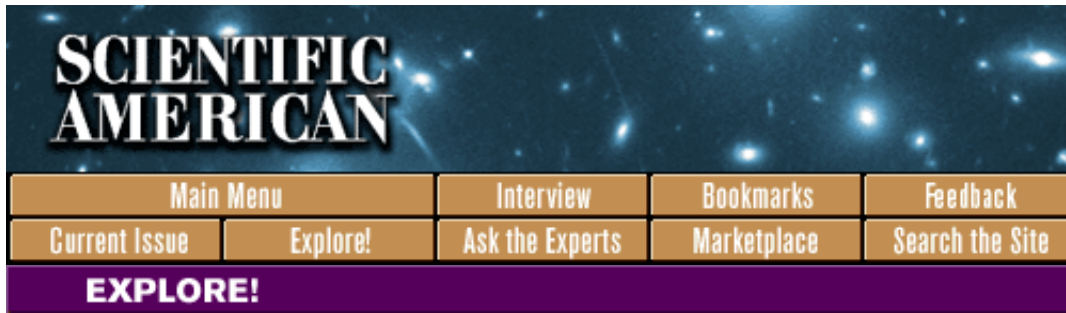 SCIENTIFIC
AMERICAN
Main Menu Interview Bookmarks Feedback
Current Issue Explore! Ask the Experts Marketplace Search the Site
EXPLORE!